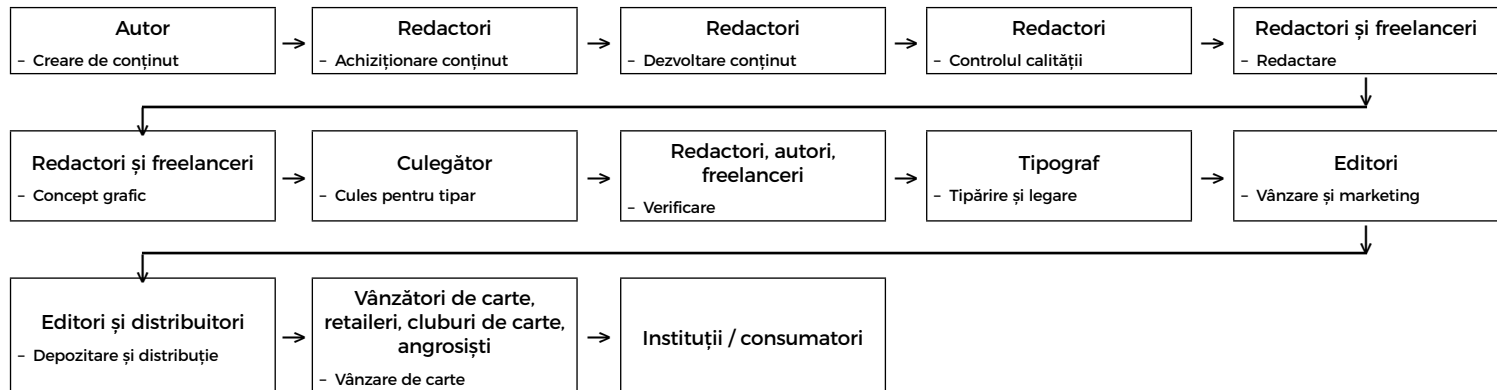 Autor
– Creare de conținut
Redactori
– Achiziționare conținut
Redactori
– Dezvoltare conținut
Redactori
– Controlul calității
Redactori și freelanceri
– Redactare
Redactori și freelanceri
– Concept grafic
Culegător
– Cules pentru tipar
Redactori, autori,
freelanceri
– Verificare
Tipograf
– Tipărire și legare
Editori
– Vânzare și marketing
Editori și distribuitori
– Depozitare și distribuție
Vânzători de carte,
retaileri, cluburi de carte,
angrosiști
– Vânzare de carte
Instituții / consumatori